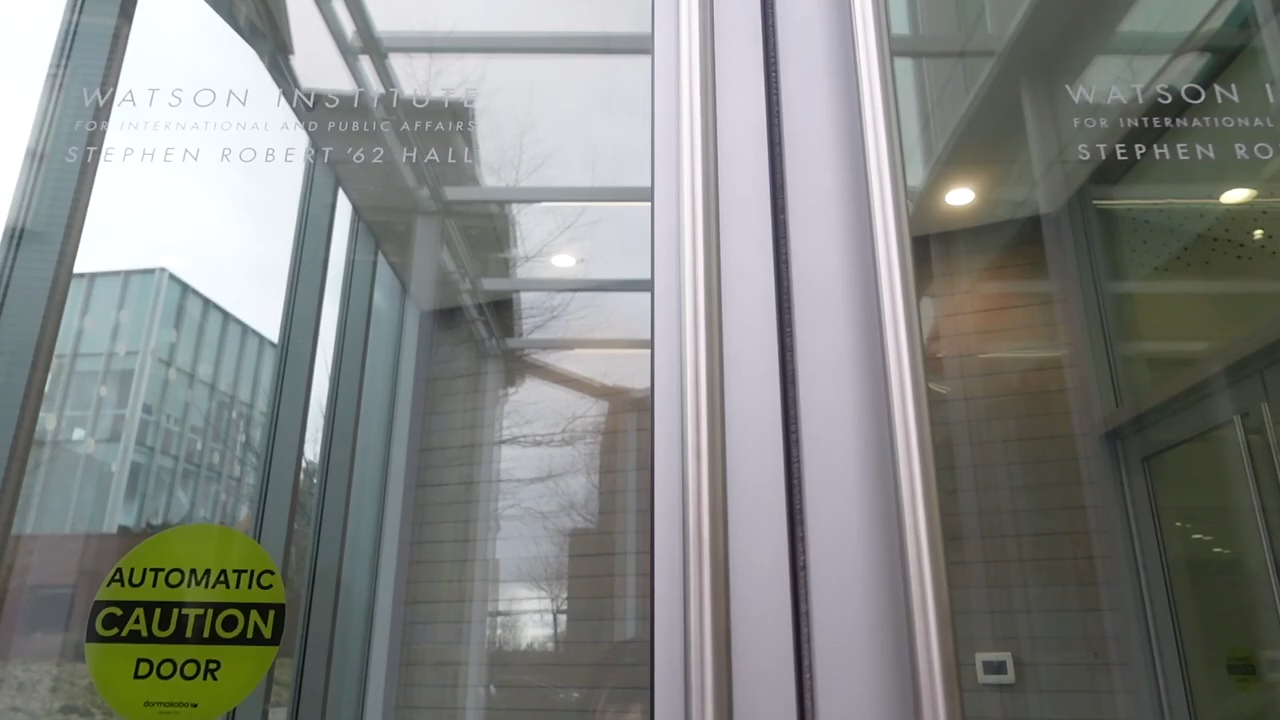 WATSON INSTITUTE
FOR INTERNATIONAL AND PUBLIC AFFAIRS
STEPHEN ROBERT '62 HALL
WATSON I
FOR INTERNATIONAL
STEPHEN RO
AUTOMATIC
CAUTION
DOOR
dormakaba